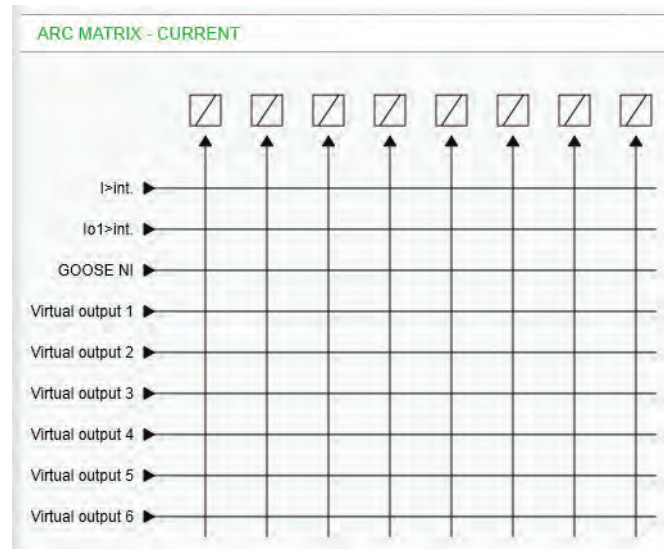 ARC MATRIX - CURRENT
I>int.
Io1>int.
GOOSE NI
Virtual output 1
Virtual output 2
Virtual output 3
Virtual output 4
Virtual output 5
Virtual output 6